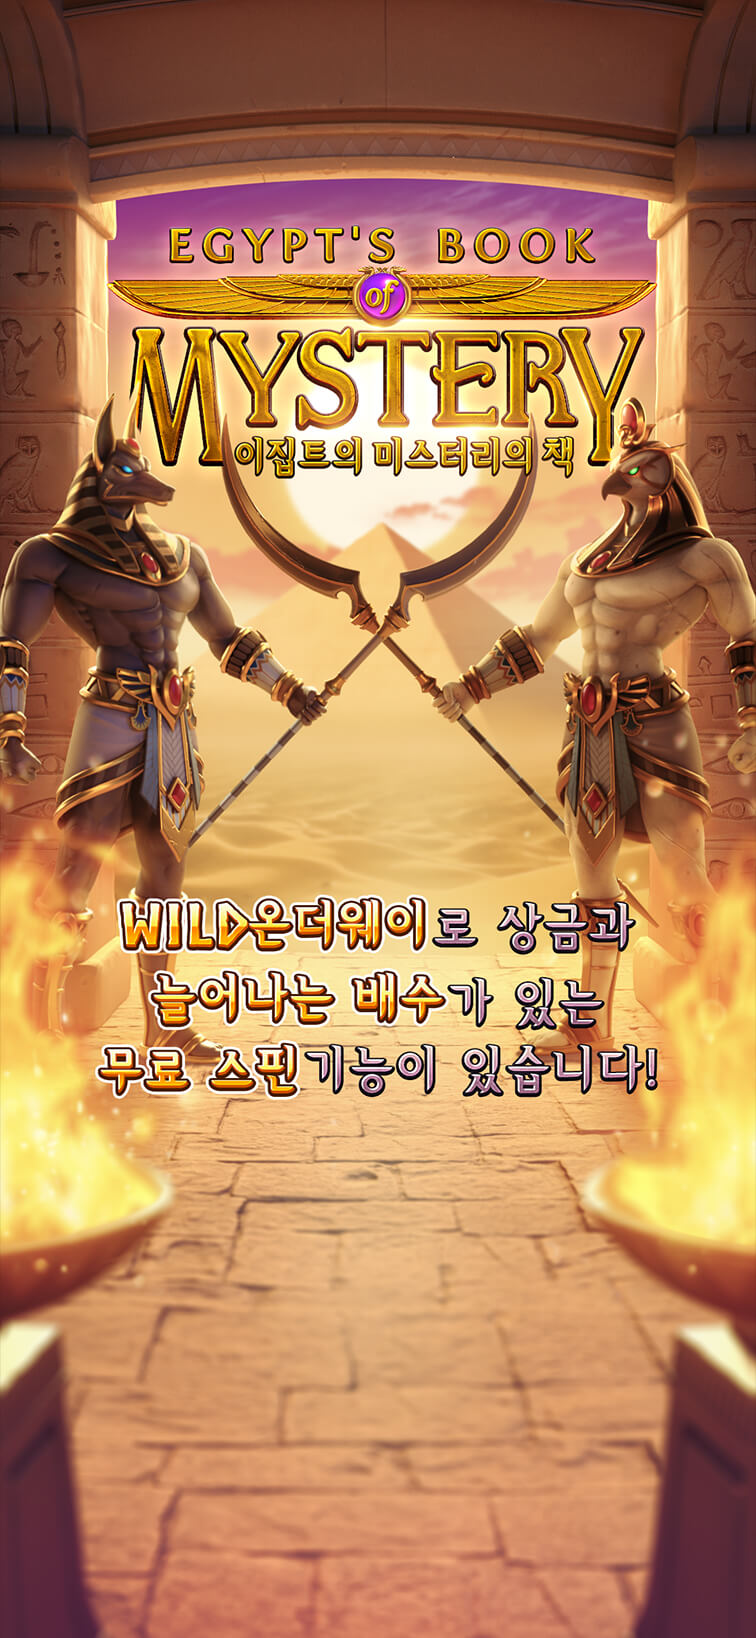 EGYPT'S BOOK
of
MYSTERY
이집트의 미스터리의 책
WILD온더웨이로 상금과
늘어나는 배수가 있는
무료 스핀기능이 있습니다!